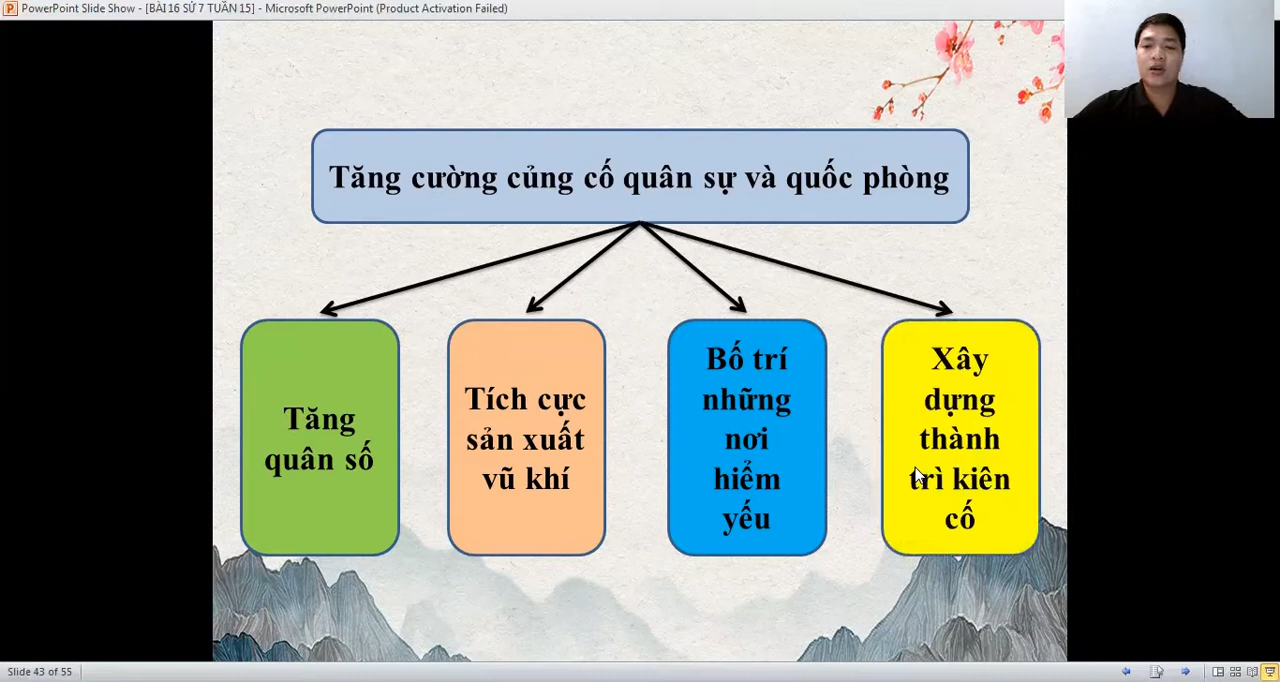 PowerPoint Slide Show - [BÀI 16 SỬ 7 TUẦN 15] - Microsoft PowerPoint (Product Activation Failed)
Tăng cường củng cố quân sự và quốc phòng
Tăng
quân số
Tích cực
sản xuất
vũ khí
Bố trí
những
nơi
hiểm
yếu
Xây
dựng
thành
trì kiên
cố
Slide 43 of 55